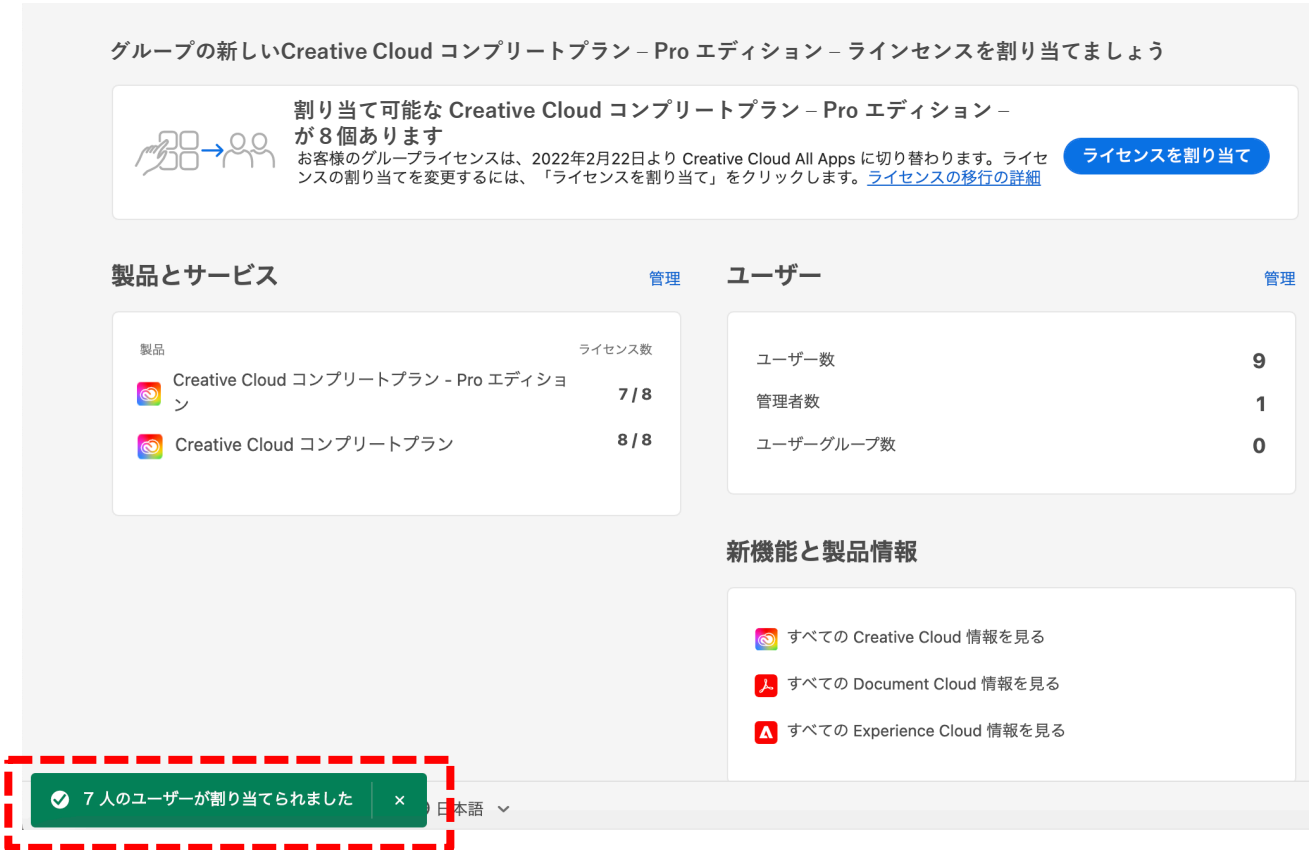 グループの新しいCreative Cloud コンプリートプラン – Pro エディション – ラインセンスを割り当てましょう
割り当て可能な Creative Cloud コンプリートプラン – Pro エディション –
が８個あります
お客様のグループライセンスは、2022年2月22日より Creative Cloud All Apps に切り替わります。ライセ
ンスの割り当てを変更するには、「ライセンスを割り当て」をクリックします。ライセンスの移行の詳細
ライセンスを割り当て
製品とサービス
管理
製品
ライセンス数
Creative Cloud コンプリートプラン - Pro エディショ
ン
7 / 8
Creative Cloud コンプリートプラン
8 / 8
ユーザー
管理
ユーザー数
9
管理者数
1
ユーザーグループ数
0
新機能と製品情報
すべての Creative Cloud 情報を見る
すべての Document Cloud 情報を見る
すべての Experience Cloud 情報を見る
７人のユーザーが割り当てられました
×
日本語